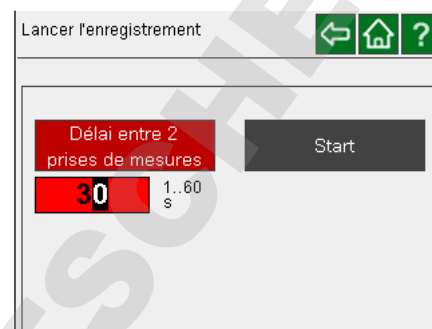 Lancer l'enregistrement
?
Délai entre 2
prises de mesures
Start
30
1..60
s